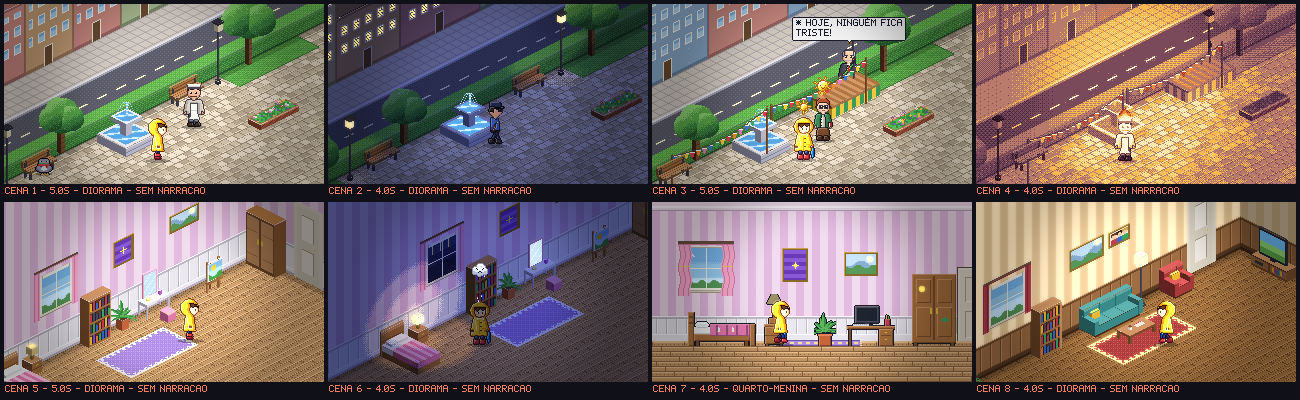 * HOJE, NINGUÉM FICA
TRISTE!
CENA 1 - 5.0S - DIORAMA - SEM NARRACAO
CENA 2 - 4.0S - DIORAMA - SEM NARRACAO
CENA 3 - 5.0S - DIORAMA - SEM NARRACAO
CENA 4 - 4.0S - DIORAMA - SEM NARRACAO
CENA 5 - 5.0S - DIORAMA - SEM NARRACAO
CENA 6 - 4.0S - DIORAMA - SEM NARRACAO
CENA 7 - 4.0S - QUARTO-MENINA - SEM NARRACAO
CENA 8 - 4.0S - DIORAMA - SEM NARRACAO